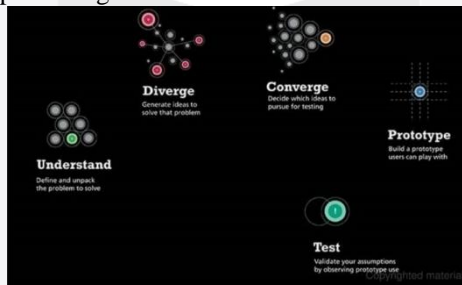 Diverge
Generate ideas to
solve that problem
Converge
Decide which ideas to
pursue for testing
Prototype
Build a prototype
users can play with
Understand
Define and unpack
the problem to solve
Test
Validate your assumptions
by observing prototype use
Copyrighted material